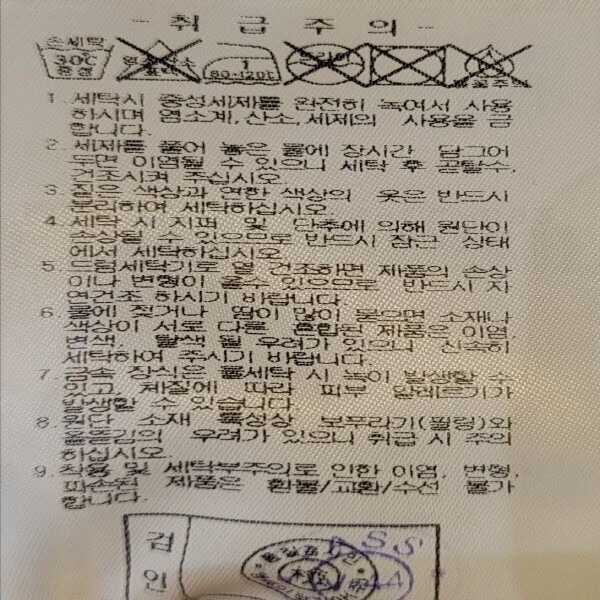 - 취 급 주 의 -
손세탁
30℃
중성
1
80-120℃
드라이
1. 세탁시 중성세제를 완전히 녹여서 사용
하시며 염소계, 산소, 세제의 사용을 금
합니다.
2. 세제를 풀어 놓은 물에 장시간 담그어
두면 이염될 수 있으니 세탁 후 곧탈수,
건조시켜 주십시오
3. 짙은 색상과 연한 색상의 옷은 반드시
분리하여 세탁하십시오
4. 세탁 시 지퍼 및 단추에 의해 원단이
손상될 수 있으므로 반드시 잠근 상태
에서 세탁하십시오
5. 드럼세탁기로 열 건조하면 제품의 손상
이나 변형이 올수 있으므로 반드시 자
연건조 하시기 바랍니다.
6. 물에 젖거나 땀이 많이 묻으면 소재나
색상이 서로 다른 혼합된 제품은 이염,
변색, 탈색 될 우려가 있으니 신속히
세탁하여 주시기 바랍니다.
7. 금속 장식은 물세탁 시 녹이 발생할 수
있고, 체질에 따라 피부 알레르기가
발생할 수 있습니다.
8. 원단 소재 특성상 보푸라기(필링)와
올뜯김의 우려가 있으니 취급 시 주의
하십시오.
9. 착용 및 세탁부주의로 인한 이염, 변형,
파손된 제품은 환불/교환/수선 불가
합니다.
검
인